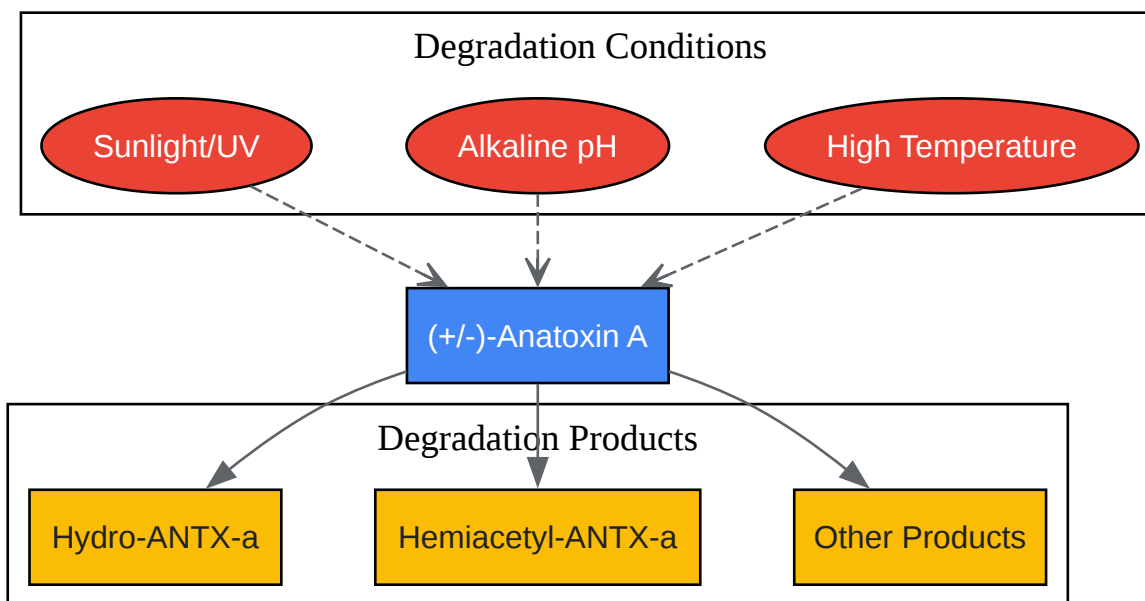 Degradation Conditions
Sunlight/UV
Alkaline pH
High Temperature
(+/-)-Anatoxin A
Degradation Products
Hydro-ANTX-a
Hemiacetyl-ANTX-a
Other Products